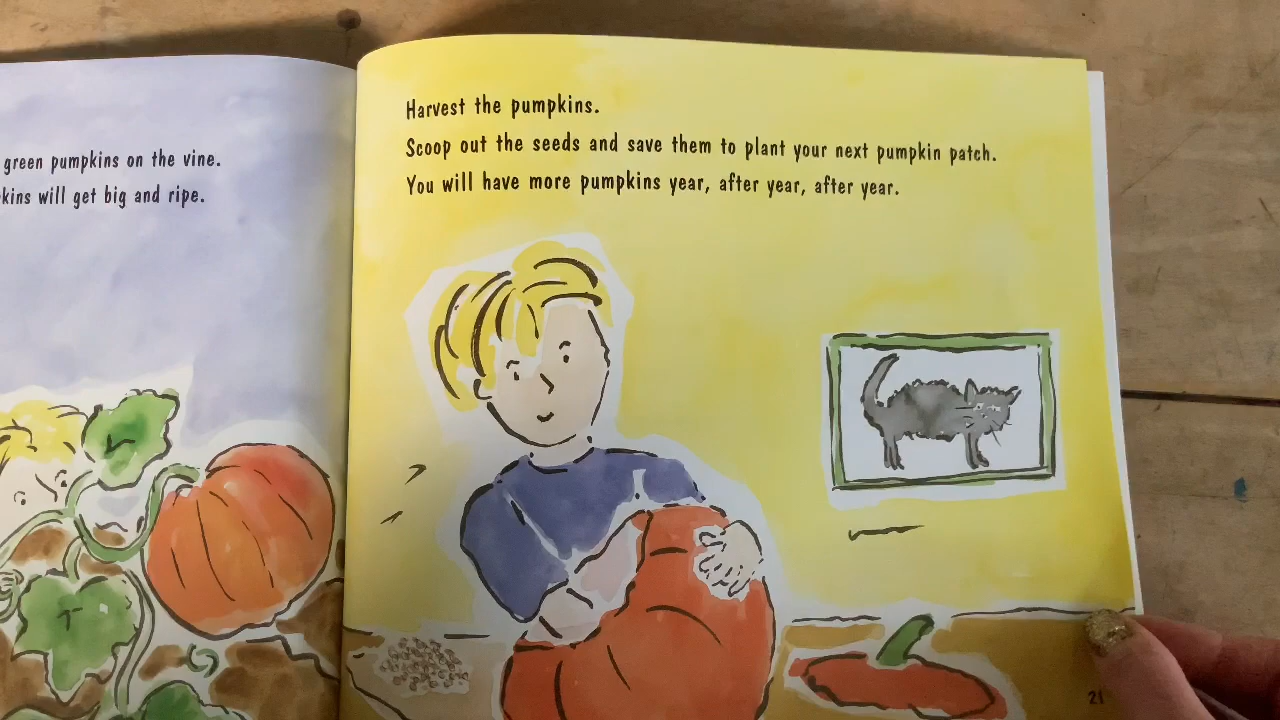 green pumpkins on the vine.
kins will get big and ripe.
Harvest the pumpkins.
Scoop out the seeds and save them to plant your next pumpkin patch.
You will have more pumpkins year, after year, after year.
21